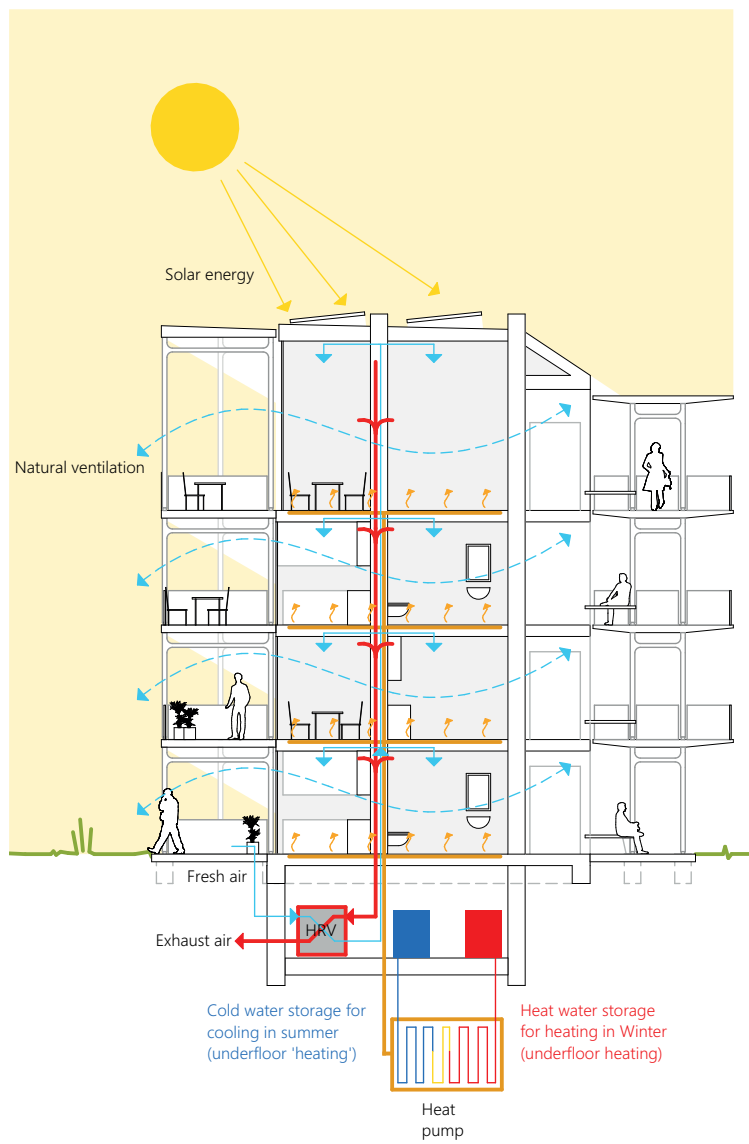 Solar energy
Natural ventilation
Fresh air
HRV
Exhaust air
Cold water storage for
cooling in summer
(underfloor 'heating')
Heat water storage
for heating in Winter
(underfloor heating)
Heat
pump